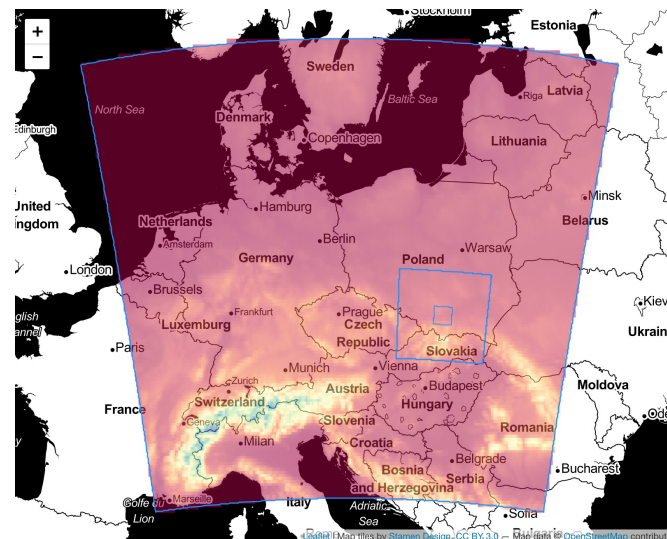 +
−
Stockholm
Estonia
Sweden
North Sea
Baltic Sea
Riga
Latvia
Denmark
Edinburgh
Copenhagen
Lithuania
Minsk
United
ingdom
Hamburg
Netherlands
Belarus
Amsterdam
Berlin
Warsaw
Germany
Poland
London
Brussels
Kiev
glish
annel
Luxemburg
Frankfurt
Prague
Czech
Republic
Ukrain
Paris
Slovakia
Munich
Vienna
Zurich
Switzerland
Austria
Budapest
Moldova
France
Hungary
Geneva
Slovenia
Romania
Ode
Milan
Croatia
Belgrade
Bucharest
Bosnia
and Herzegovina
Serbia
Marseille
Golfe du
Lion
Italy
Adriatic
Sea
Sofia
Leaflet | Map tiles by Stamen Design, CC BY 3.0 — Map data © OpenStreetMap contribut